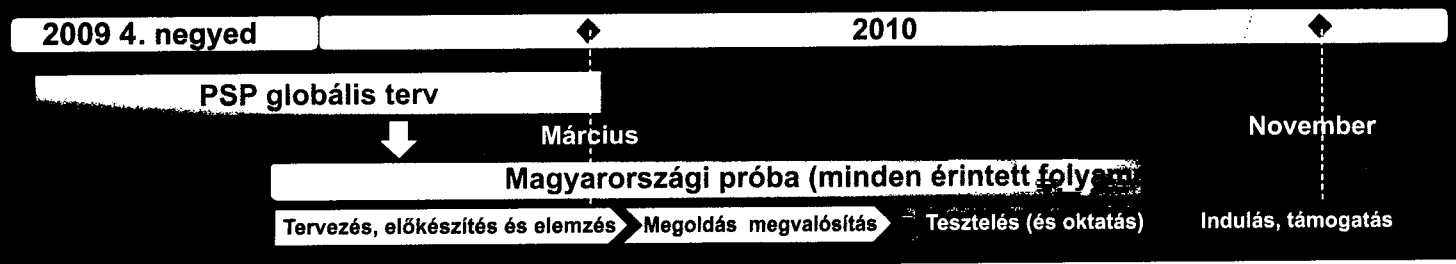 2009 4. negyed
2010
PSP globális terv
Március
November
Magyarországi próba (minden érintett
Tervezés, előkészítés és elemzés
Megoldás megvalósítás
Tesztelés (és oktatás)
Indulás, támogatás